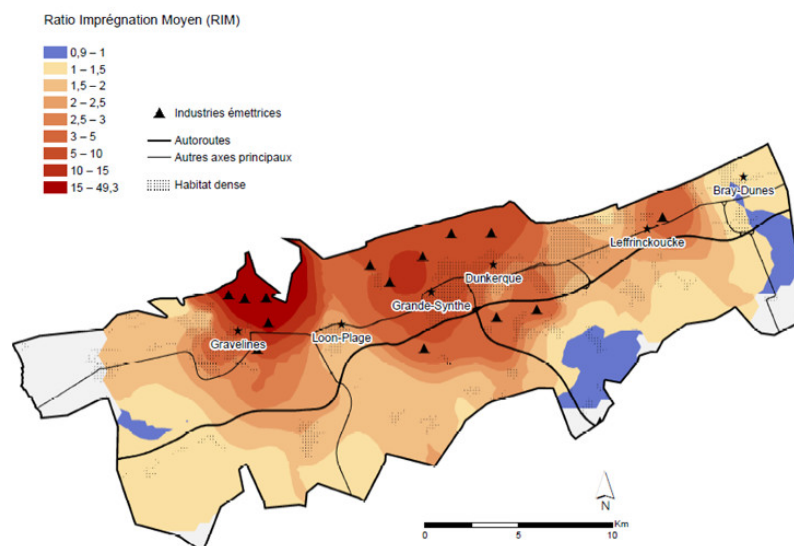 Ratio Imprégnation Moyen (RIM)
0,9 – 1
1 – 1,5
1,5 – 2
2 – 2,5
2,5 – 3
3 – 5
5 – 10
10 – 15
15 – 49,3
Industries émettrices
Autoroutes
Autres axes principaux
Habitat dense
Bray-Dunes
Leffrinckoucke
Dunkerque
Grande-Synthe
Loon-Plage
Gravelines
N
Km
0 5 10